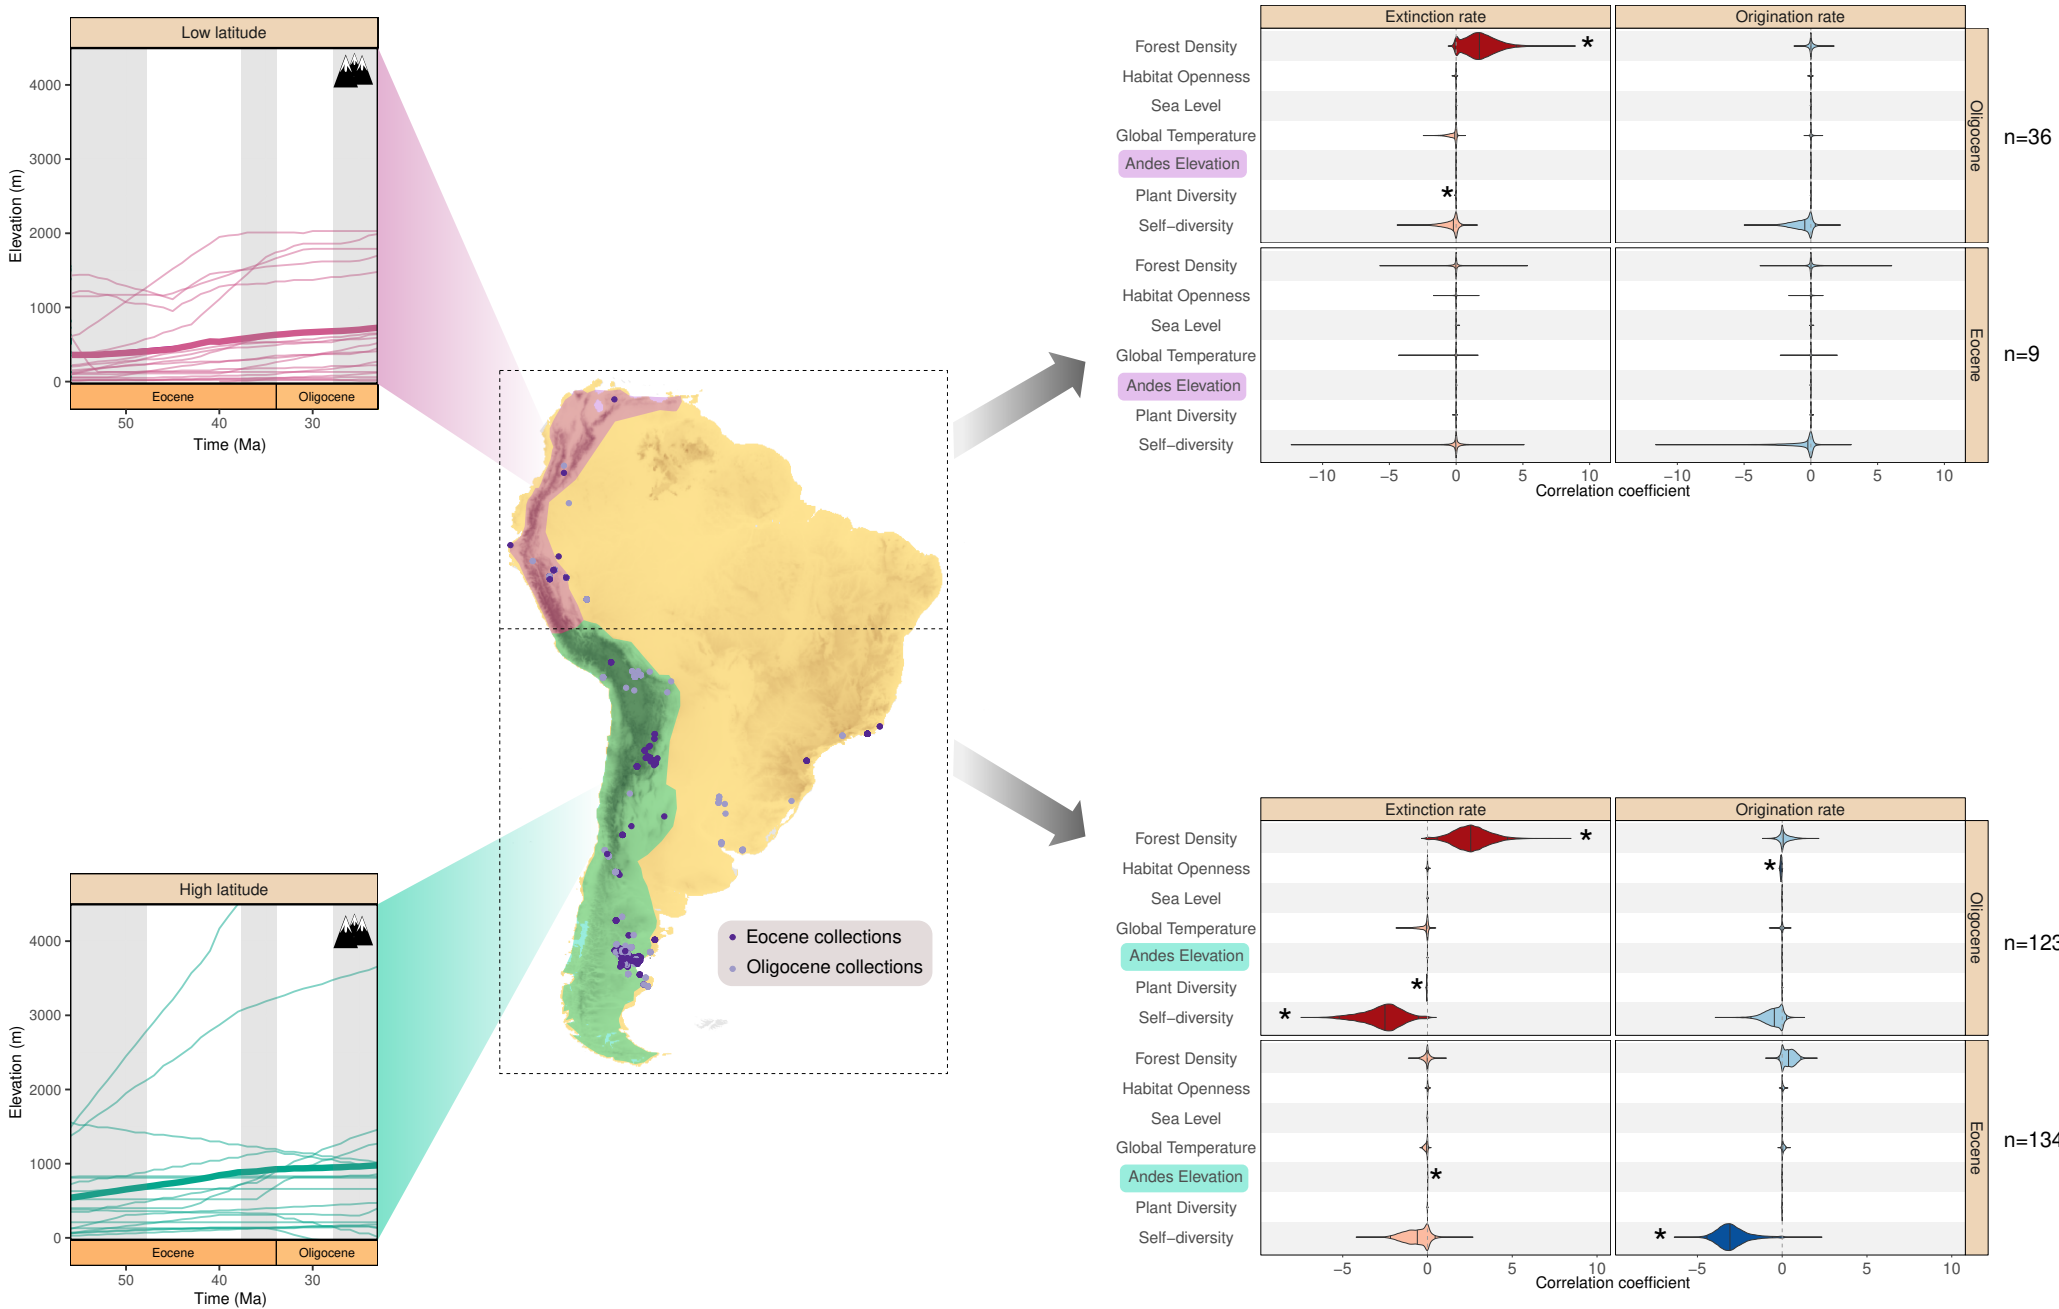 Low latitude
Elevation (m)
4000
3000
2000
1000
0
Eocene
Oligocene
50
40
30
Time (Ma)
High latitude
Elevation (m)
4000
3000
2000
1000
0
Eocene
Oligocene
50
40
30
Time (Ma)
Eocene collections
Oligocene collections
Extinction rate
Origination rate
Forest Density
*
Habitat Openness
Sea Level
Global Temperature
Andes Elevation
Plant Diversity
*
Self−diversity
Oligocene
n=36
Forest Density
Habitat Openness
Sea Level
Global Temperature
Andes Elevation
Plant Diversity
Self−diversity
Eocene
n=9
−10 −5 0 5 10
−10 −5 0 5 10
Correlation coefficient
Extinction rate
Origination rate
Forest Density
*
Habitat Openness
*
Sea Level
Global Temperature
Andes Elevation
Plant Diversity
*
Self−diversity
*
Oligocene
n=123
Forest Density
Habitat Openness
Sea Level
Global Temperature
Andes Elevation
*
Plant Diversity
Self−diversity
*
Eocene
n=134
−5 0 5 10
−5 0 5 10
Correlation coefficient